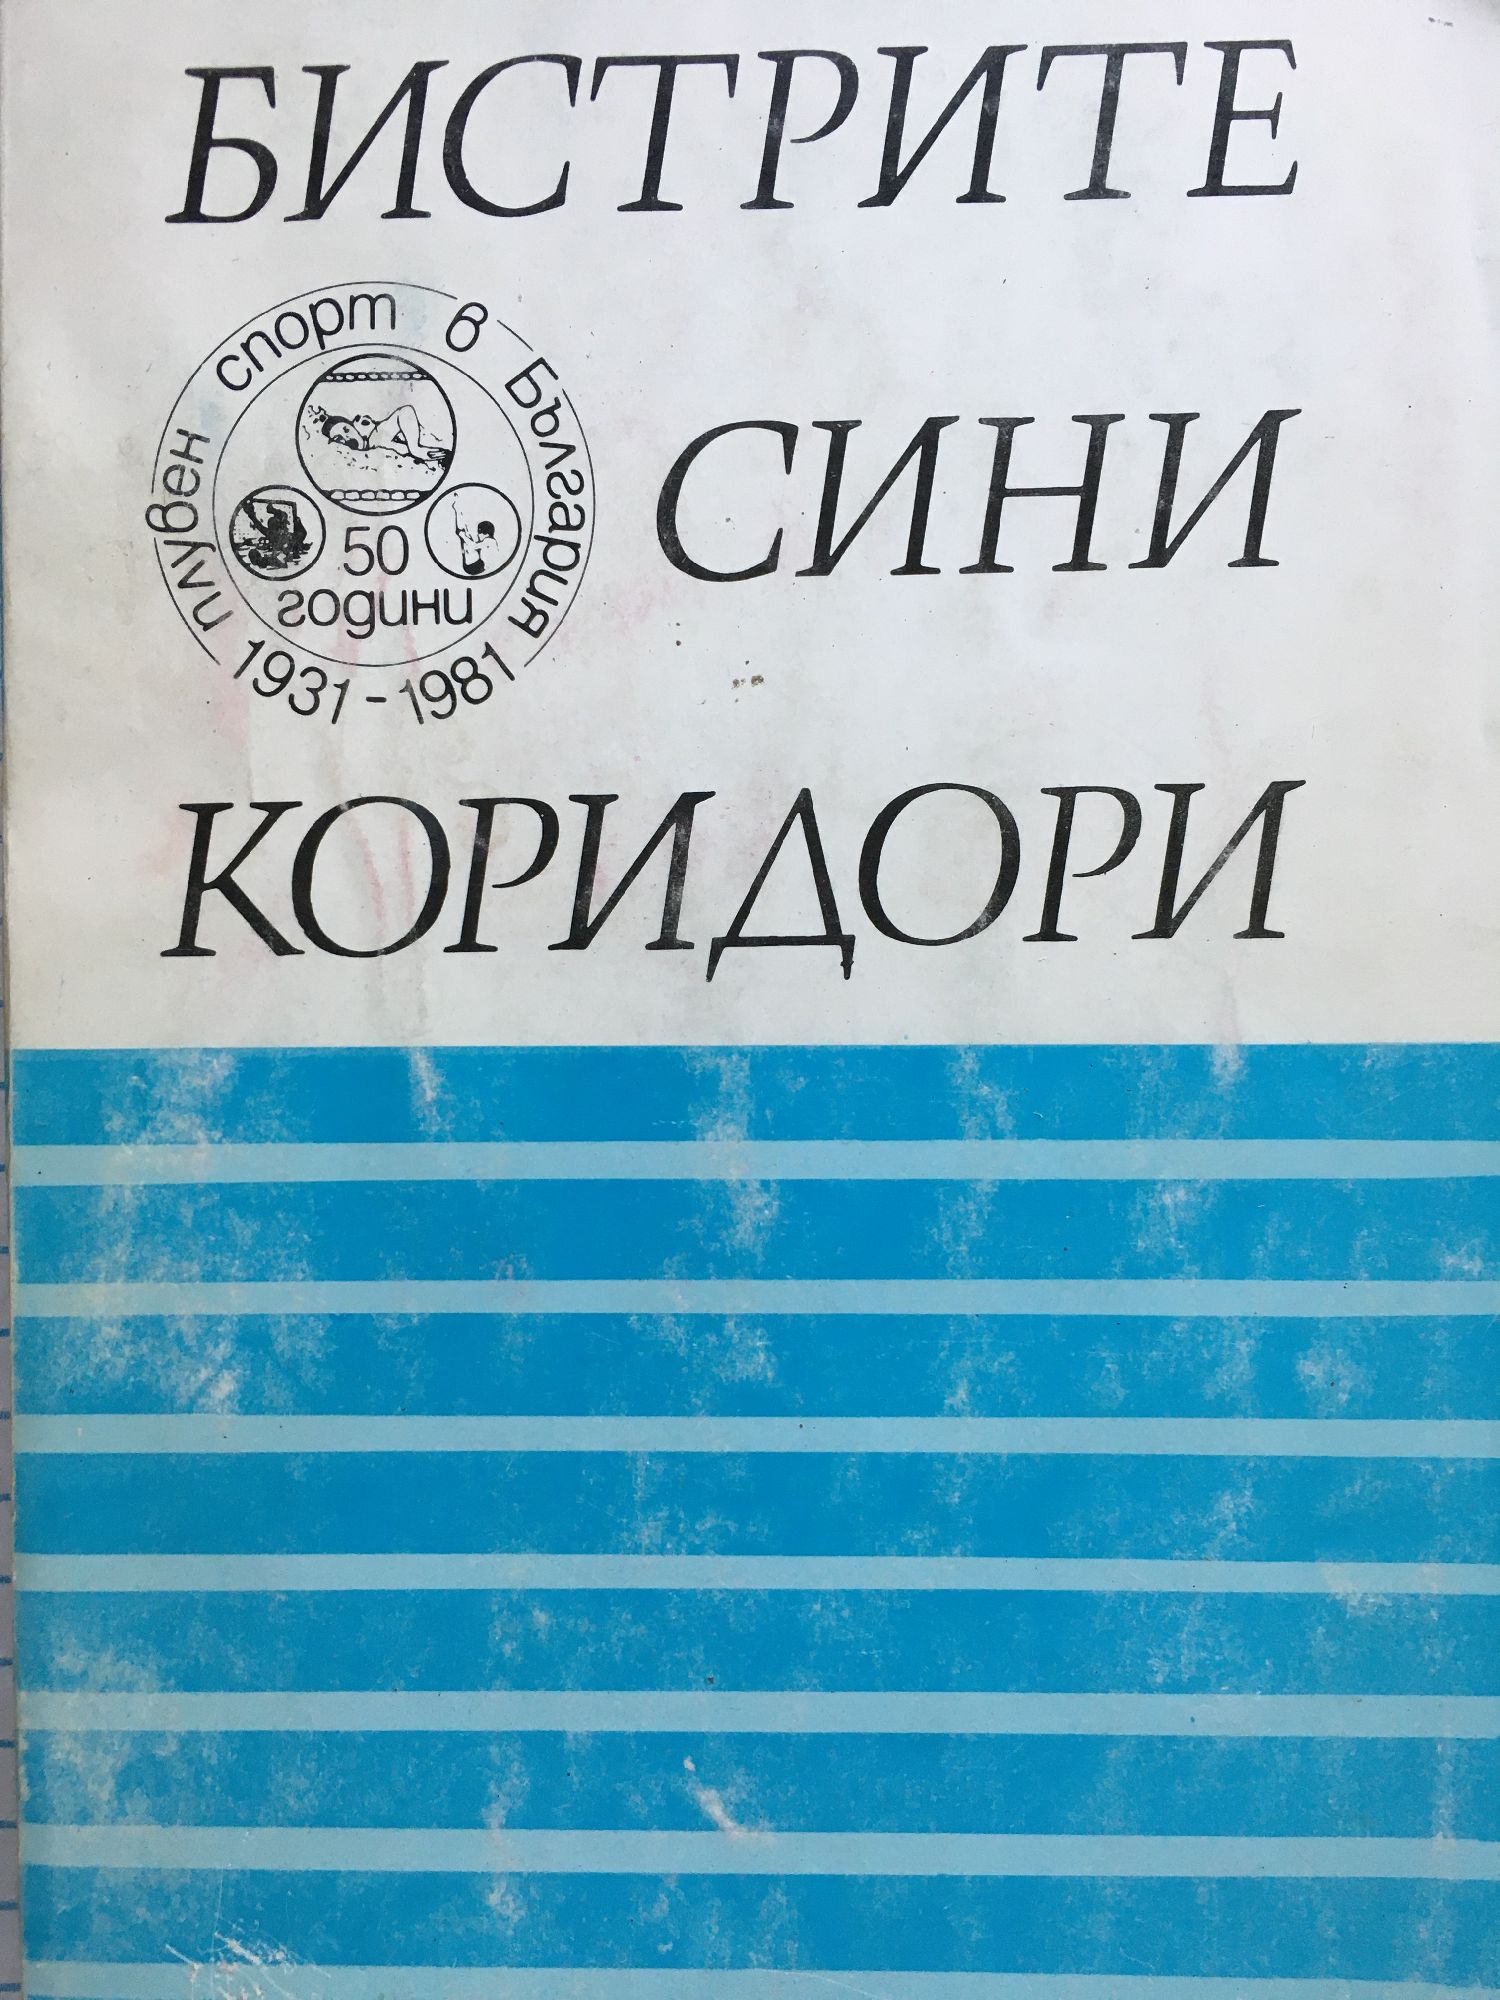 БИСТРИТЕ
плувен спорт в България
50
години
1931-1981
СИНИ
КОРИДОРИ